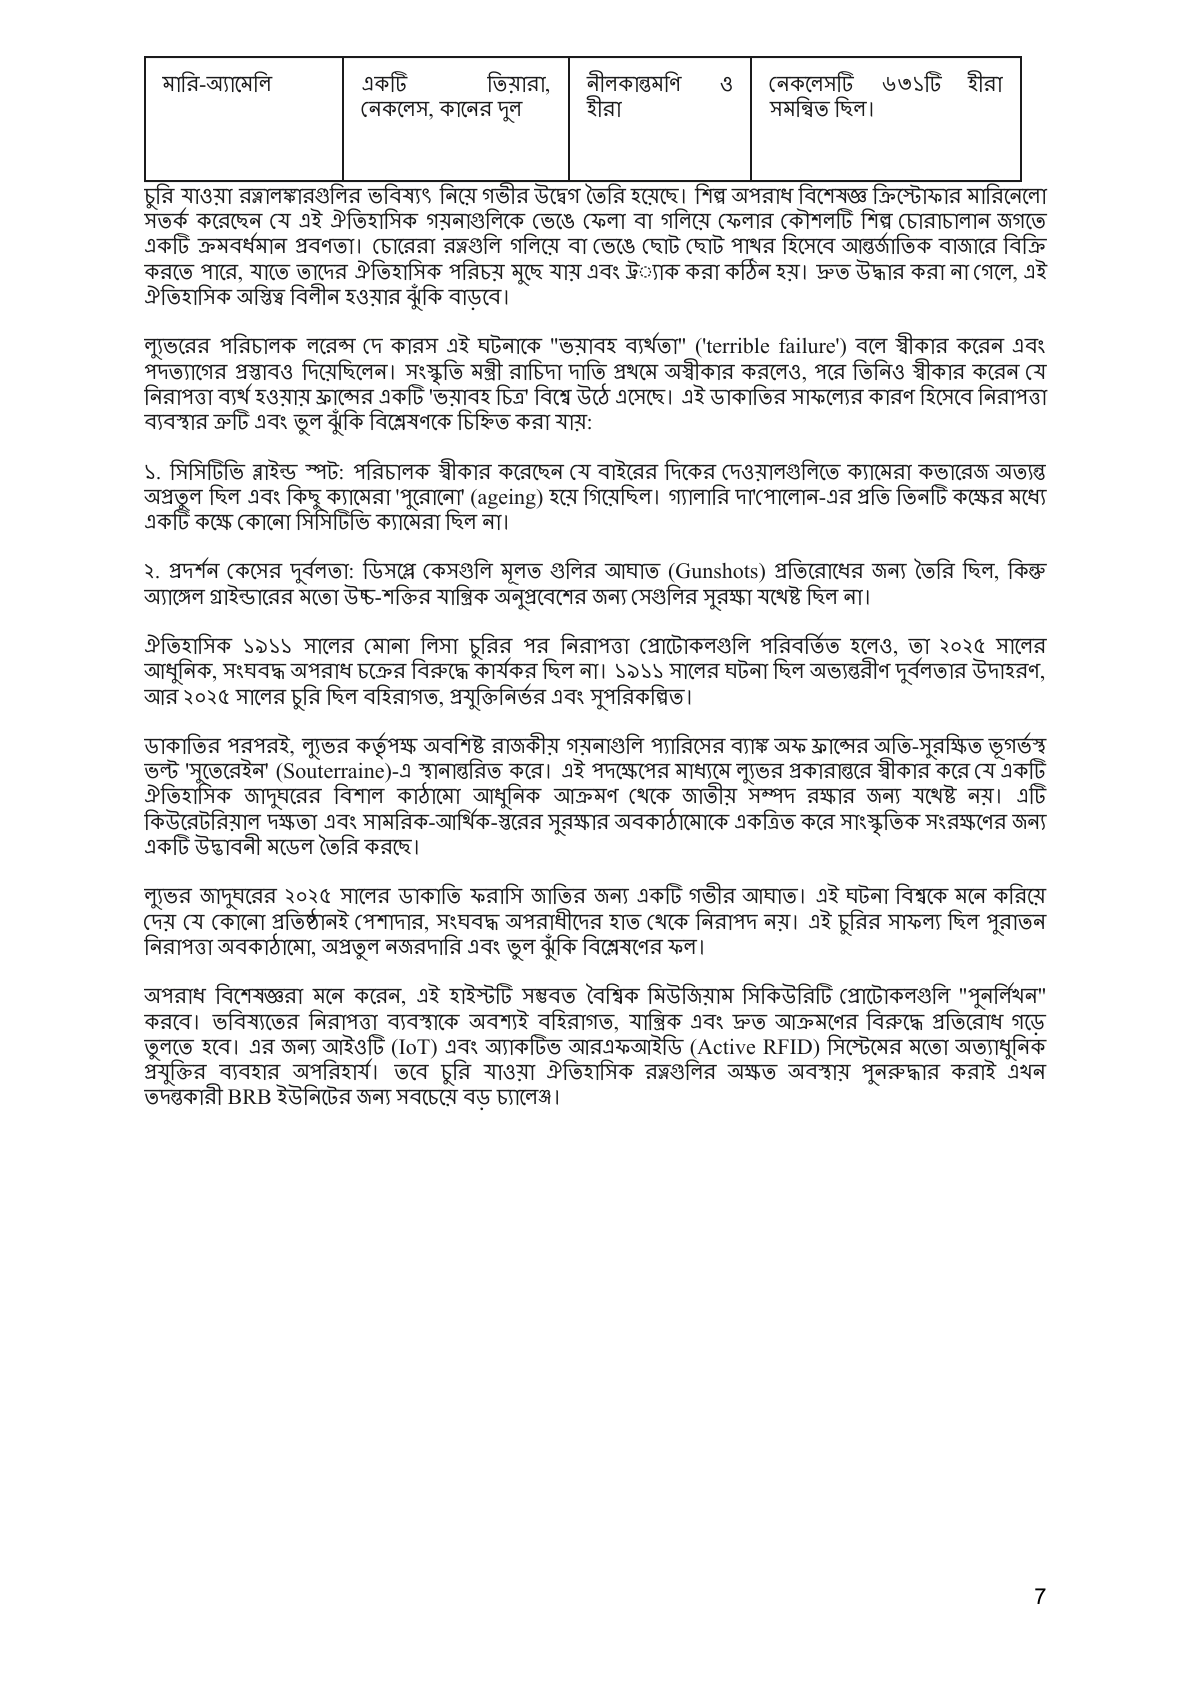 মারি-অ্যামেলি একটি তিয়ারা, নীলকান্তমণি ও নেকলেসটি ৬৩১টি হীরা
নেকলেস, কানের দুল হীরা সমন্বিত ছিল।
চুরি যাওয়া রত্নালঙ্কারগুলির ভবিষ্যৎ নিয়ে গভীর উদ্বেগ তৈরি হয়েছে। শিল্প অপরাধ বিশেষজ্ঞ ক্রিস্টোফার মারিনেলো
সতর্ক করেছেন যে এই ঐতিহাসিক গয়নাগুলিকে ভেঙে ফেলা বা গলিয়ে ফেলার কৌশলটি শিল্প চোরাচালান জগতে
একটি ক্রমবর্ধমান প্রবণতা। চোরেরা রত্নগুলি গলিয়ে বা ভেঙে ছোট ছোট পাথর হিসেবে আন্তর্জাতিক বাজারে বিক্রি
করতে পারে, যাতে তাদের ঐতিহাসিক পরিচয় মুছে যায় এবং ট্র্যাক করা কঠিন হয়। দ্রুত উদ্ধার করা না গেলে, এই
ঐতিহাসিক অস্তিত্ব বিলীন হওয়ার ঝুঁকি বাড়বে।
ল্যুভরের পরিচালক লরেন্স দে কারস এই ঘটনাকে "ভয়াবহ ব্যর্থতা" ('terrible failure') বলে স্বীকার করেন এবং
পদত্যাগের প্রস্তাবও দিয়েছিলেন। সংস্কৃতি মন্ত্রী রাচিদা দাতি প্রথমে অস্বীকার করলেও, পরে তিনিও স্বীকার করেন যে
নিরাপত্তা ব্যর্থ হওয়ায় ফ্রান্সের একটি 'ভয়াবহ চিত্র' বিশ্বে উঠে এসেছে। এই ডাকাতির সাফল্যের কারণ হিসেবে নিরাপত্তা
ব্যবস্থার ত্রুটি এবং ভুল ঝুঁকি বিশ্লেষণকে চিহ্নিত করা যায়:
১. সিসিটিভি ব্লাইন্ড স্পট: পরিচালক স্বীকার করেছেন যে বাইরের দিকের দেওয়ালগুলিতে ক্যামেরা কভারেজ অত্যন্ত
অপ্রতুল ছিল এবং কিছু ক্যামেরা 'পুরোনো' (ageing) হয়ে গিয়েছিল। গ্যালারি দা'পোলোন-এর প্রতি তিনটি কক্ষের মধ্যে
একটি কক্ষে কোনো সিসিটিভি ক্যামেরা ছিল না।
২. প্রদর্শন কেসের দুর্বলতা: ডিসপ্লে কেসগুলি মূলত গুলির আঘাত (Gunshots) প্রতিরোধের জন্য তৈরি ছিল, কিন্তু
অ্যাঙ্গেল গ্রাইন্ডারের মতো উচ্চ-শক্তির যান্ত্রিক অনুপ্রবেশের জন্য সেগুলির সুরক্ষা যথেষ্ট ছিল না।
ঐতিহাসিক ১৯১১ সালের মোনা লিসা চুরির পর নিরাপত্তা প্রোটোকলগুলি পরিবর্তিত হলেও, তা ২০২৫ সালের
আধুনিক, সংঘবদ্ধ অপরাধ চক্রের বিরুদ্ধে কার্যকর ছিল না। ১৯১১ সালের ঘটনা ছিল অভ্যন্তরীণ দুর্বলতার উদাহরণ,
আর ২০২৫ সালের চুরি ছিল বহিরাগত, প্রযুক্তিনির্ভর এবং সুপরিকল্পিত।
ডাকাতির পরপরই, ল্যুভর কর্তৃপক্ষ অবশিষ্ট রাজকীয় গয়নাগুলি প্যারিসের ব্যাঙ্ক অফ ফ্রান্সের অতি-সুরক্ষিত ভূগর্ভস্থ
ভল্ট 'সুতেরেইন' (Souterraine)-এ স্থানান্তরিত করে। এই পদক্ষেপের মাধ্যমে ল্যুভর প্রকারান্তরে স্বীকার করে যে একটি
ঐতিহাসিক জাদুঘরের বিশাল কাঠামো আধুনিক আক্রমণ থেকে জাতীয় সম্পদ রক্ষার জন্য যথেষ্ট নয়। এটি
কিউরেটরিয়াল দক্ষতা এবং সামরিক-আর্থিক-স্তরের সুরক্ষার অবকাঠামোকে একত্রিত করে সাংস্কৃতিক সংরক্ষণের জন্য
একটি উদ্ভাবনী মডেল তৈরি করছে।
ল্যুভর জাদুঘরের ২০২৫ সালের ডাকাতি ফরাসি জাতির জন্য একটি গভীর আঘাত। এই ঘটনা বিশ্বকে মনে করিয়ে
দেয় যে কোনো প্রতিষ্ঠানই পেশাদার, সংঘবদ্ধ অপরাধীদের হাত থেকে নিরাপদ নয়। এই চুরির সাফল্য ছিল পুরাতন
নিরাপত্তা অবকাঠামো, অপ্রতুল নজরদারি এবং ভুল ঝুঁকি বিশ্লেষণের ফল।
অপরাধ বিশেষজ্ঞরা মনে করেন, এই হাইস্টটি সম্ভবত বৈশ্বিক মিউজিয়াম সিকিউরিটি প্রোটোকলগুলি "পুনর্লিখন"
করবে। ভবিষ্যতের নিরাপত্তা ব্যবস্থাকে অবশ্যই বহিরাগত, যান্ত্রিক এবং দ্রুত আক্রমণের বিরুদ্ধে প্রতিরোধ গড়ে
তুলতে হবে। এর জন্য আইওটি (IoT) এবং অ্যাকটিভ আরএফআইডি (Active RFID) সিস্টেমের মতো অত্যাধুনিক
প্রযুক্তির ব্যবহার অপরিহার্য। তবে চুরি যাওয়া ঐতিহাসিক রত্নগুলির অক্ষত অবস্থায় পুনরুদ্ধার করাই এখন
তদন্তকারী BRB ইউনিটের জন্য সবচেয়ে বড় চ্যালেঞ্জ।
7